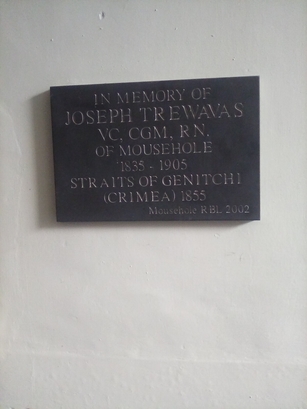 IN MEMORY OF
JOSEPH TREWAVAS
VC, CGM, RN.
OF MOUSEHOLE
1835 - 1905
STRAITS OF GENITCHI
(CRIMEA) 1855
Mousehole RBL 2002